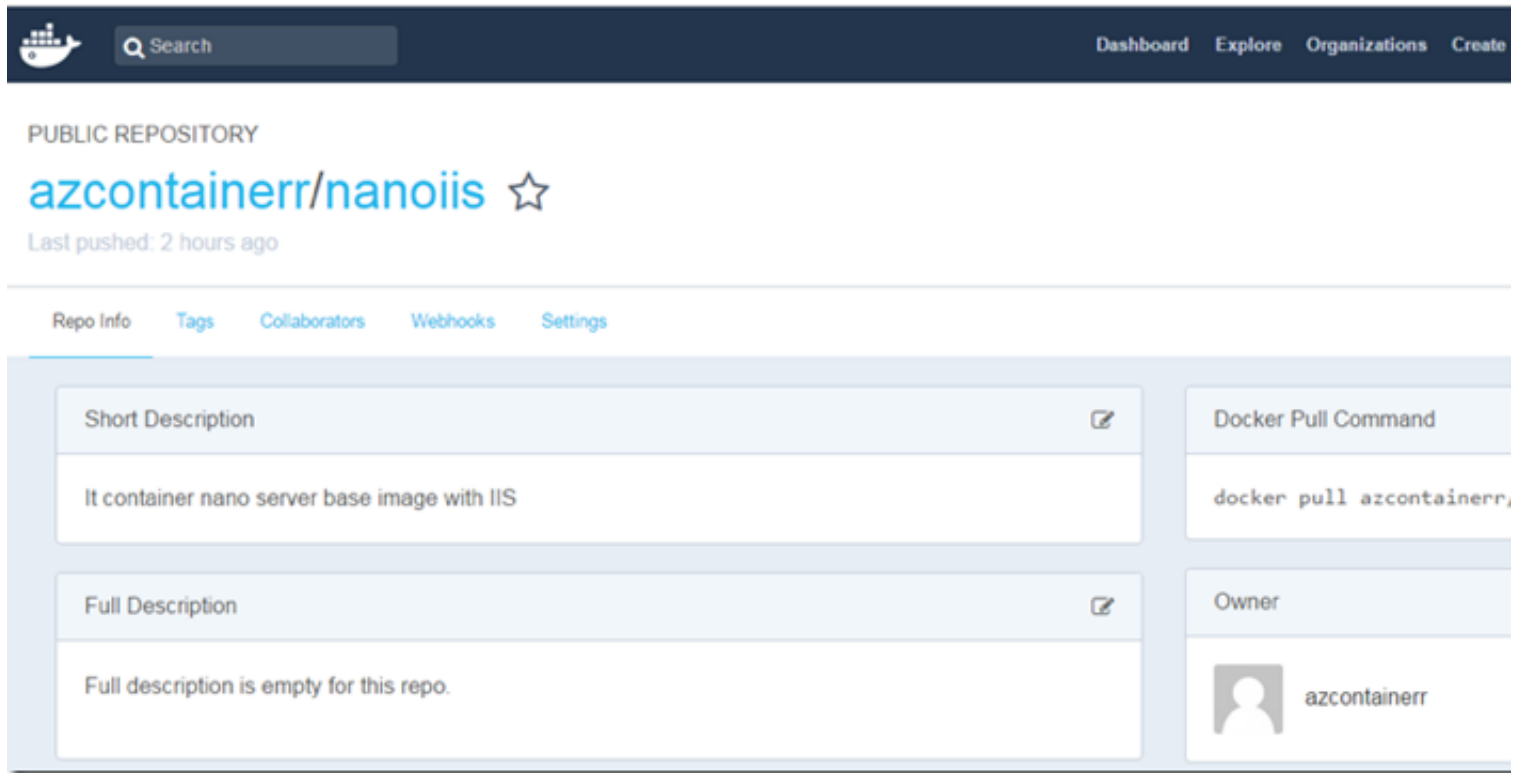 Search
Dashboard Explore Organizations Create
PUBLIC REPOSITORY
azcontainerr/nanoiis
Last pushed: 2 hours ago
Repo Info Tags Collaborators Webhooks Settings
Short Description
It container nano server base image with IIS
Full Description
Full description is empty for this repo.
Docker Pull Command
docker pull azcontainerr/
Owner
azcontainerr